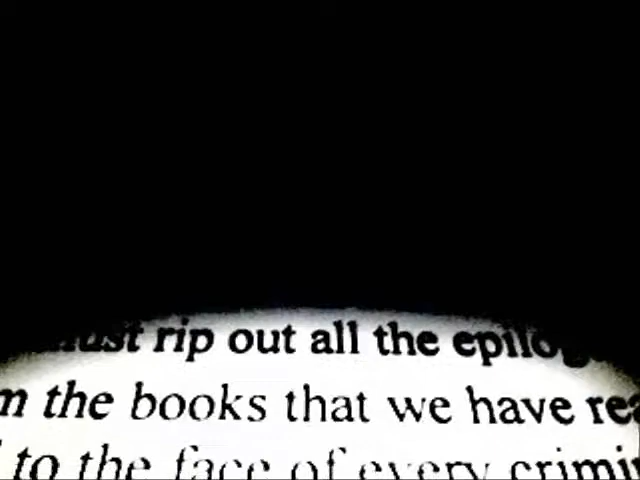 rip out all the
the books that we have
to the face of every